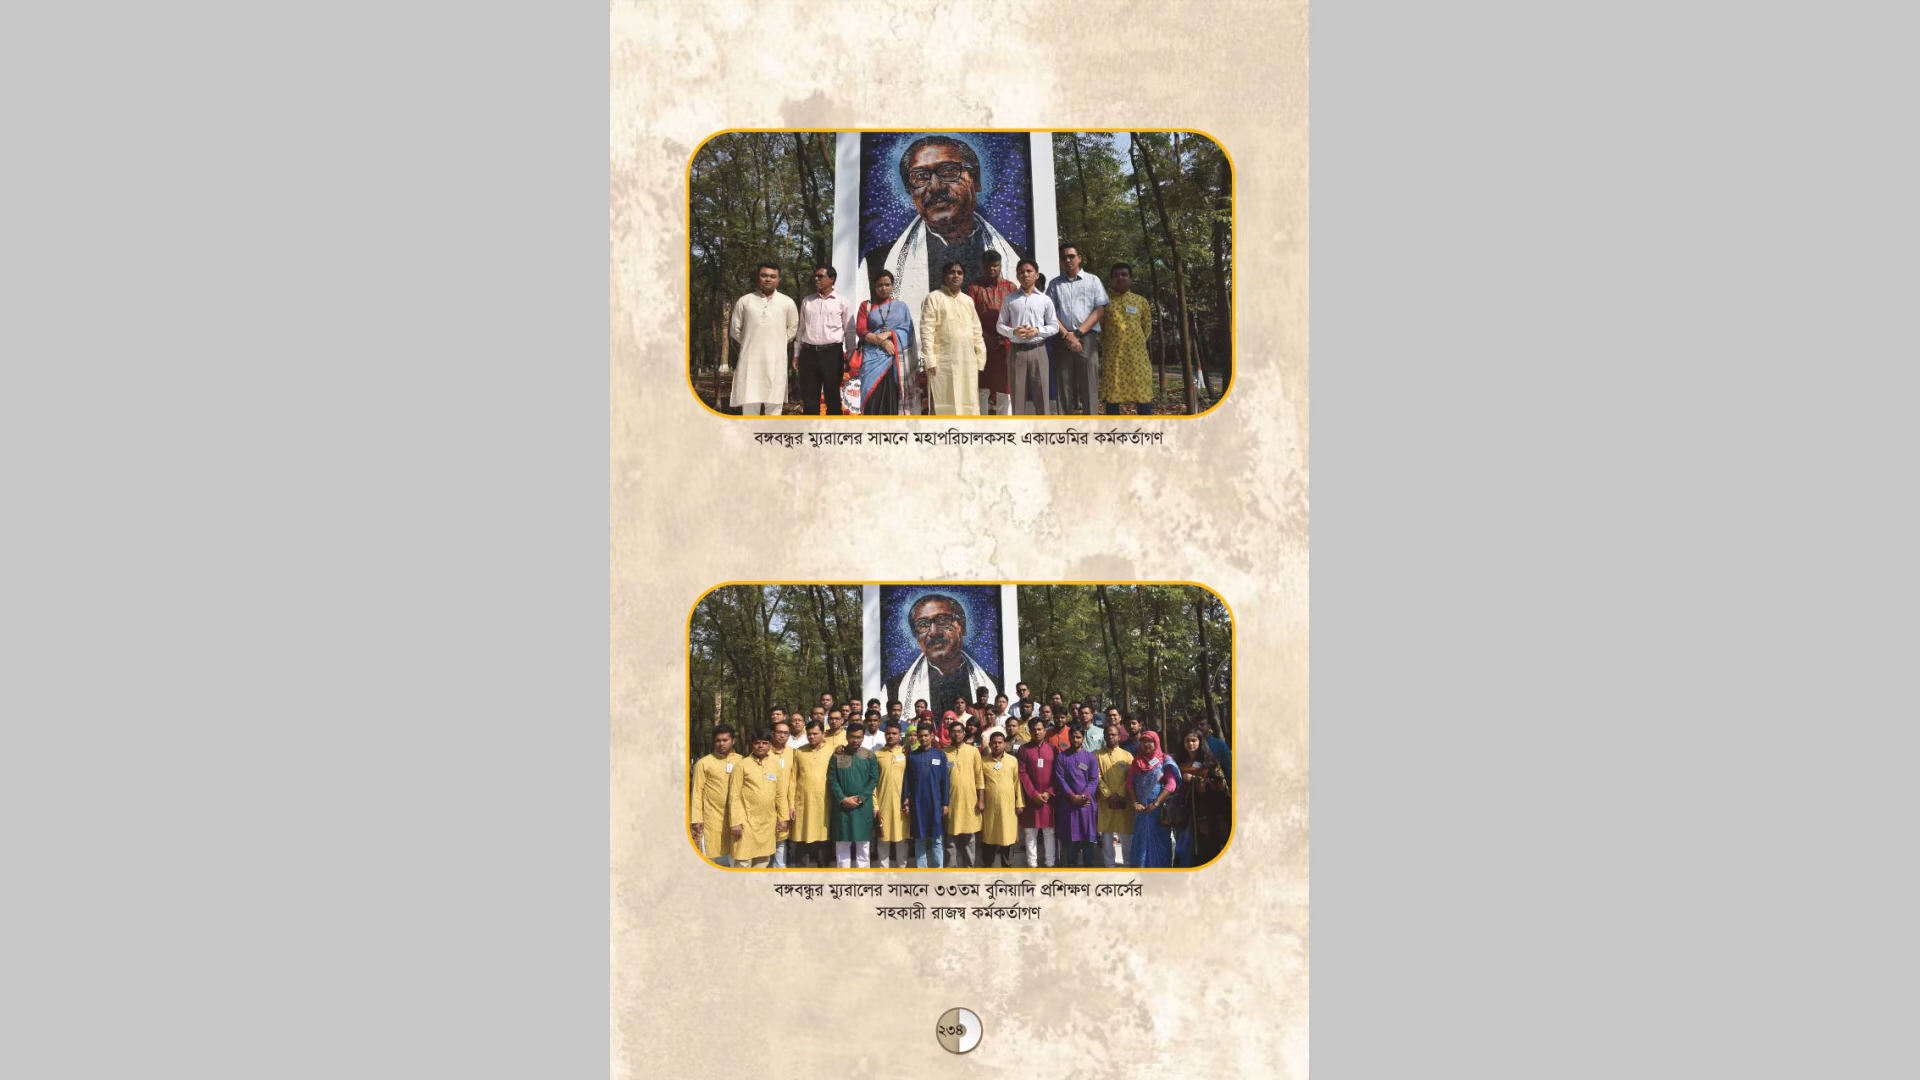 বঙ্গবন্ধুর ম্যুরালের সামনে মহাপরিচালকসহ একাডেমির কর্মকর্তাগণ
বঙ্গবন্ধুর ম্যুরালের সামনে ৩৩তম বুনিয়াদি প্রশিক্ষণ কোর্সের
সহকারী রাজস্ব কর্মকর্তাগণ
২৩৪